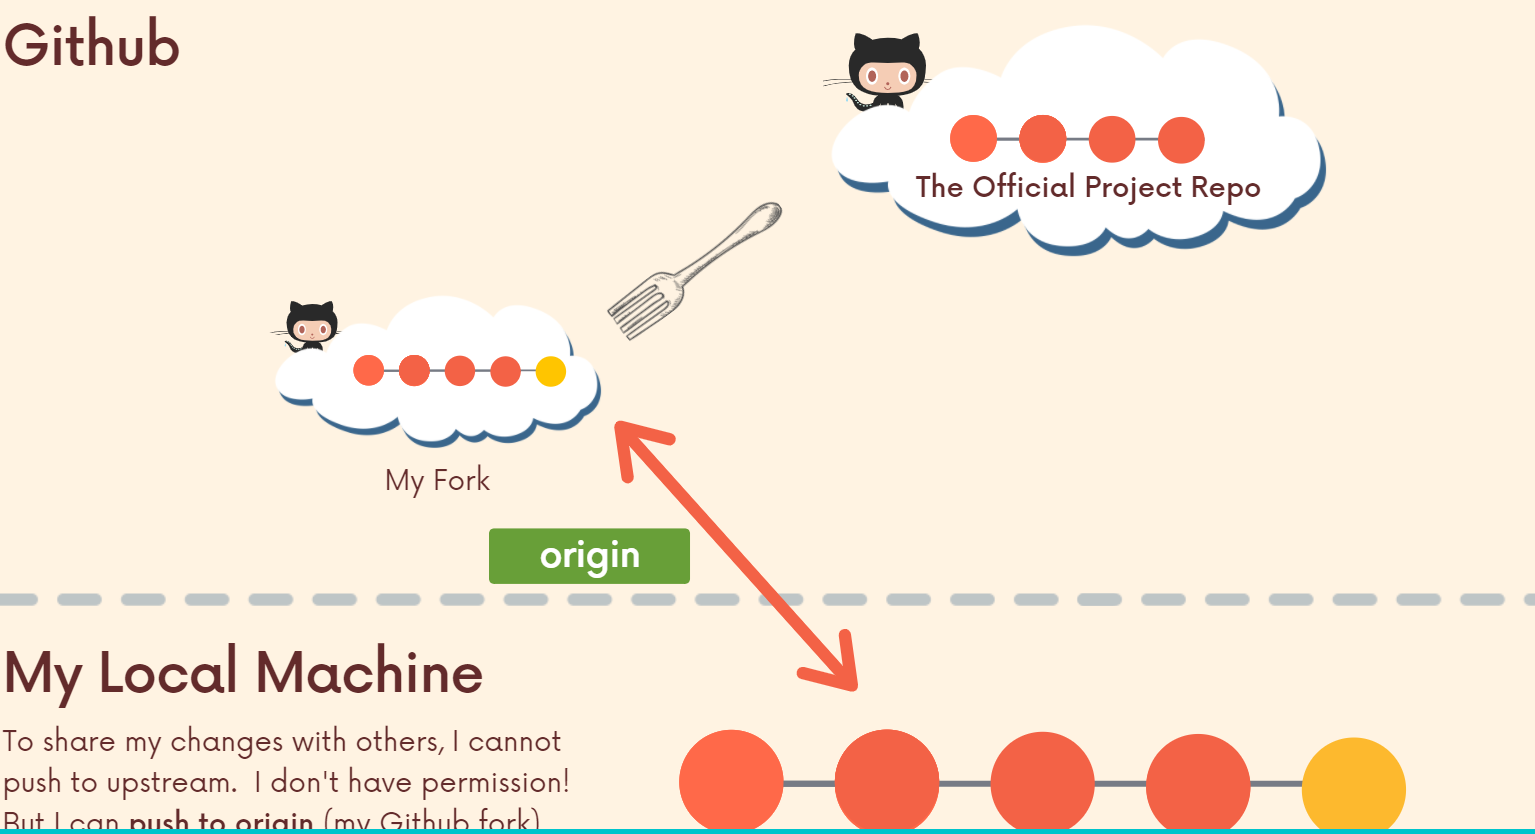 Github
The Official Project Repo
My Fork
origin
My Local Machine
To share my changes with others, I cannot
push to upstream.  I don't have permission!
But I can push to origin (my Github fork)